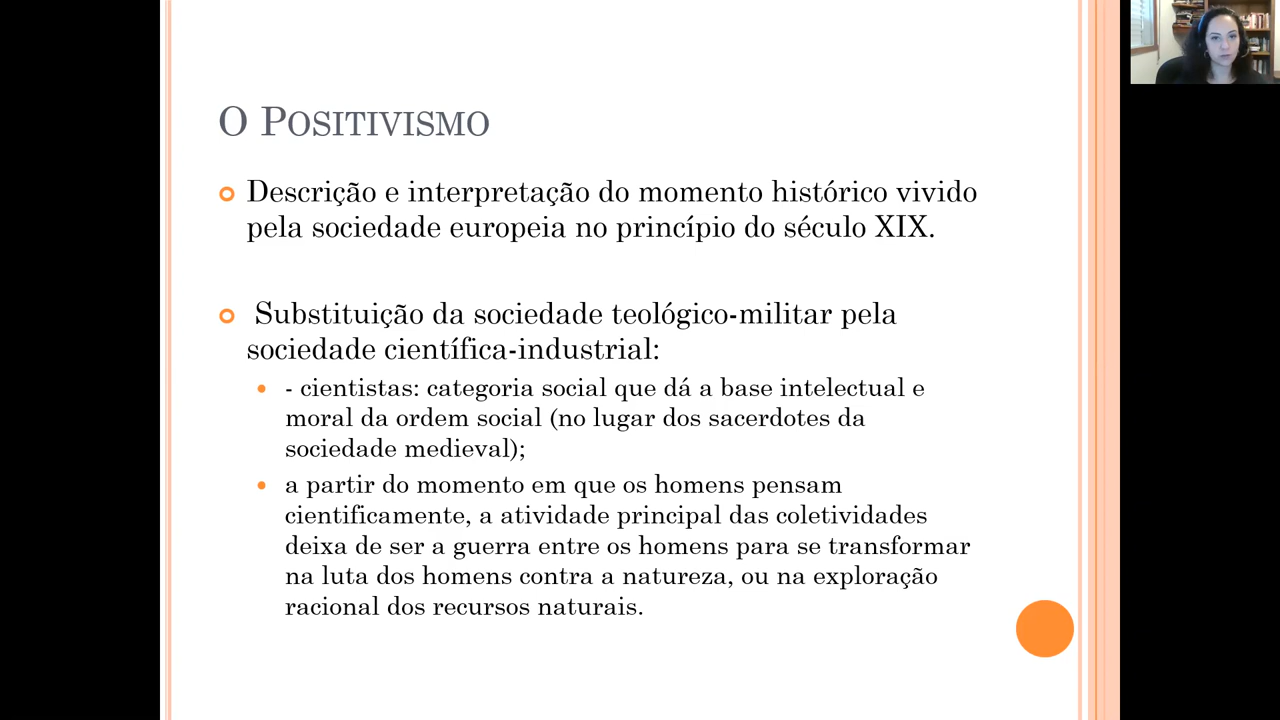 O POSITIVISMO
Descrição e interpretação do momento histórico vivido
pela sociedade europeia no princípio do século XIX.
Substituição da sociedade teológico-militar pela
sociedade científica-industrial:
- cientistas: categoria social que dá a base intelectual e
moral da ordem social (no lugar dos sacerdotes da
sociedade medieval);
a partir do momento em que os homens pensam
cientificamente, a atividade principal das coletividades
deixa de ser a guerra entre os homens para se transformar
na luta dos homens contra a natureza, ou na exploração
racional dos recursos naturais.